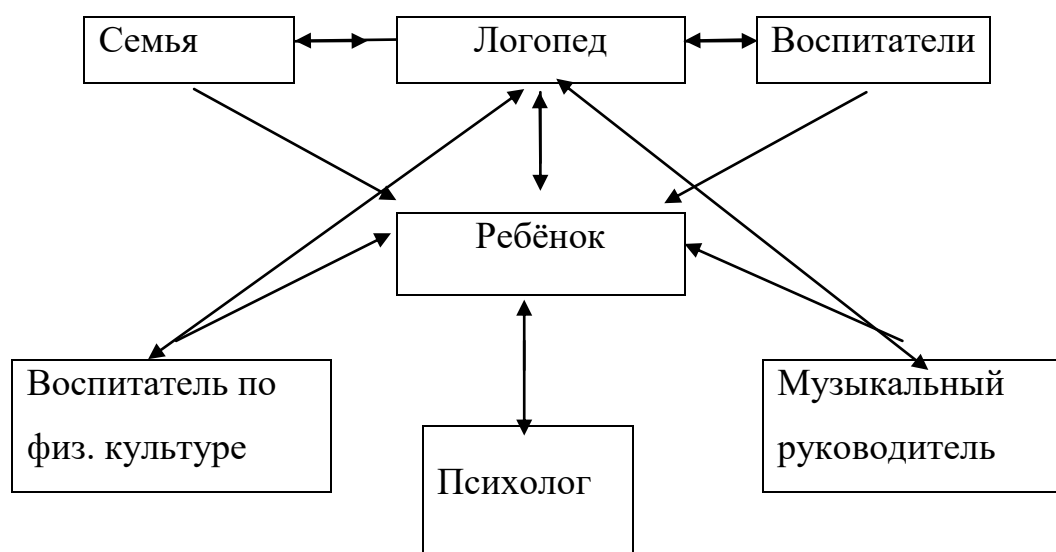 Семья
Логопед
Воспитатели
Ребёнок
Воспитатель по
физ. культуре
Музыкальный
руководитель
Психолог